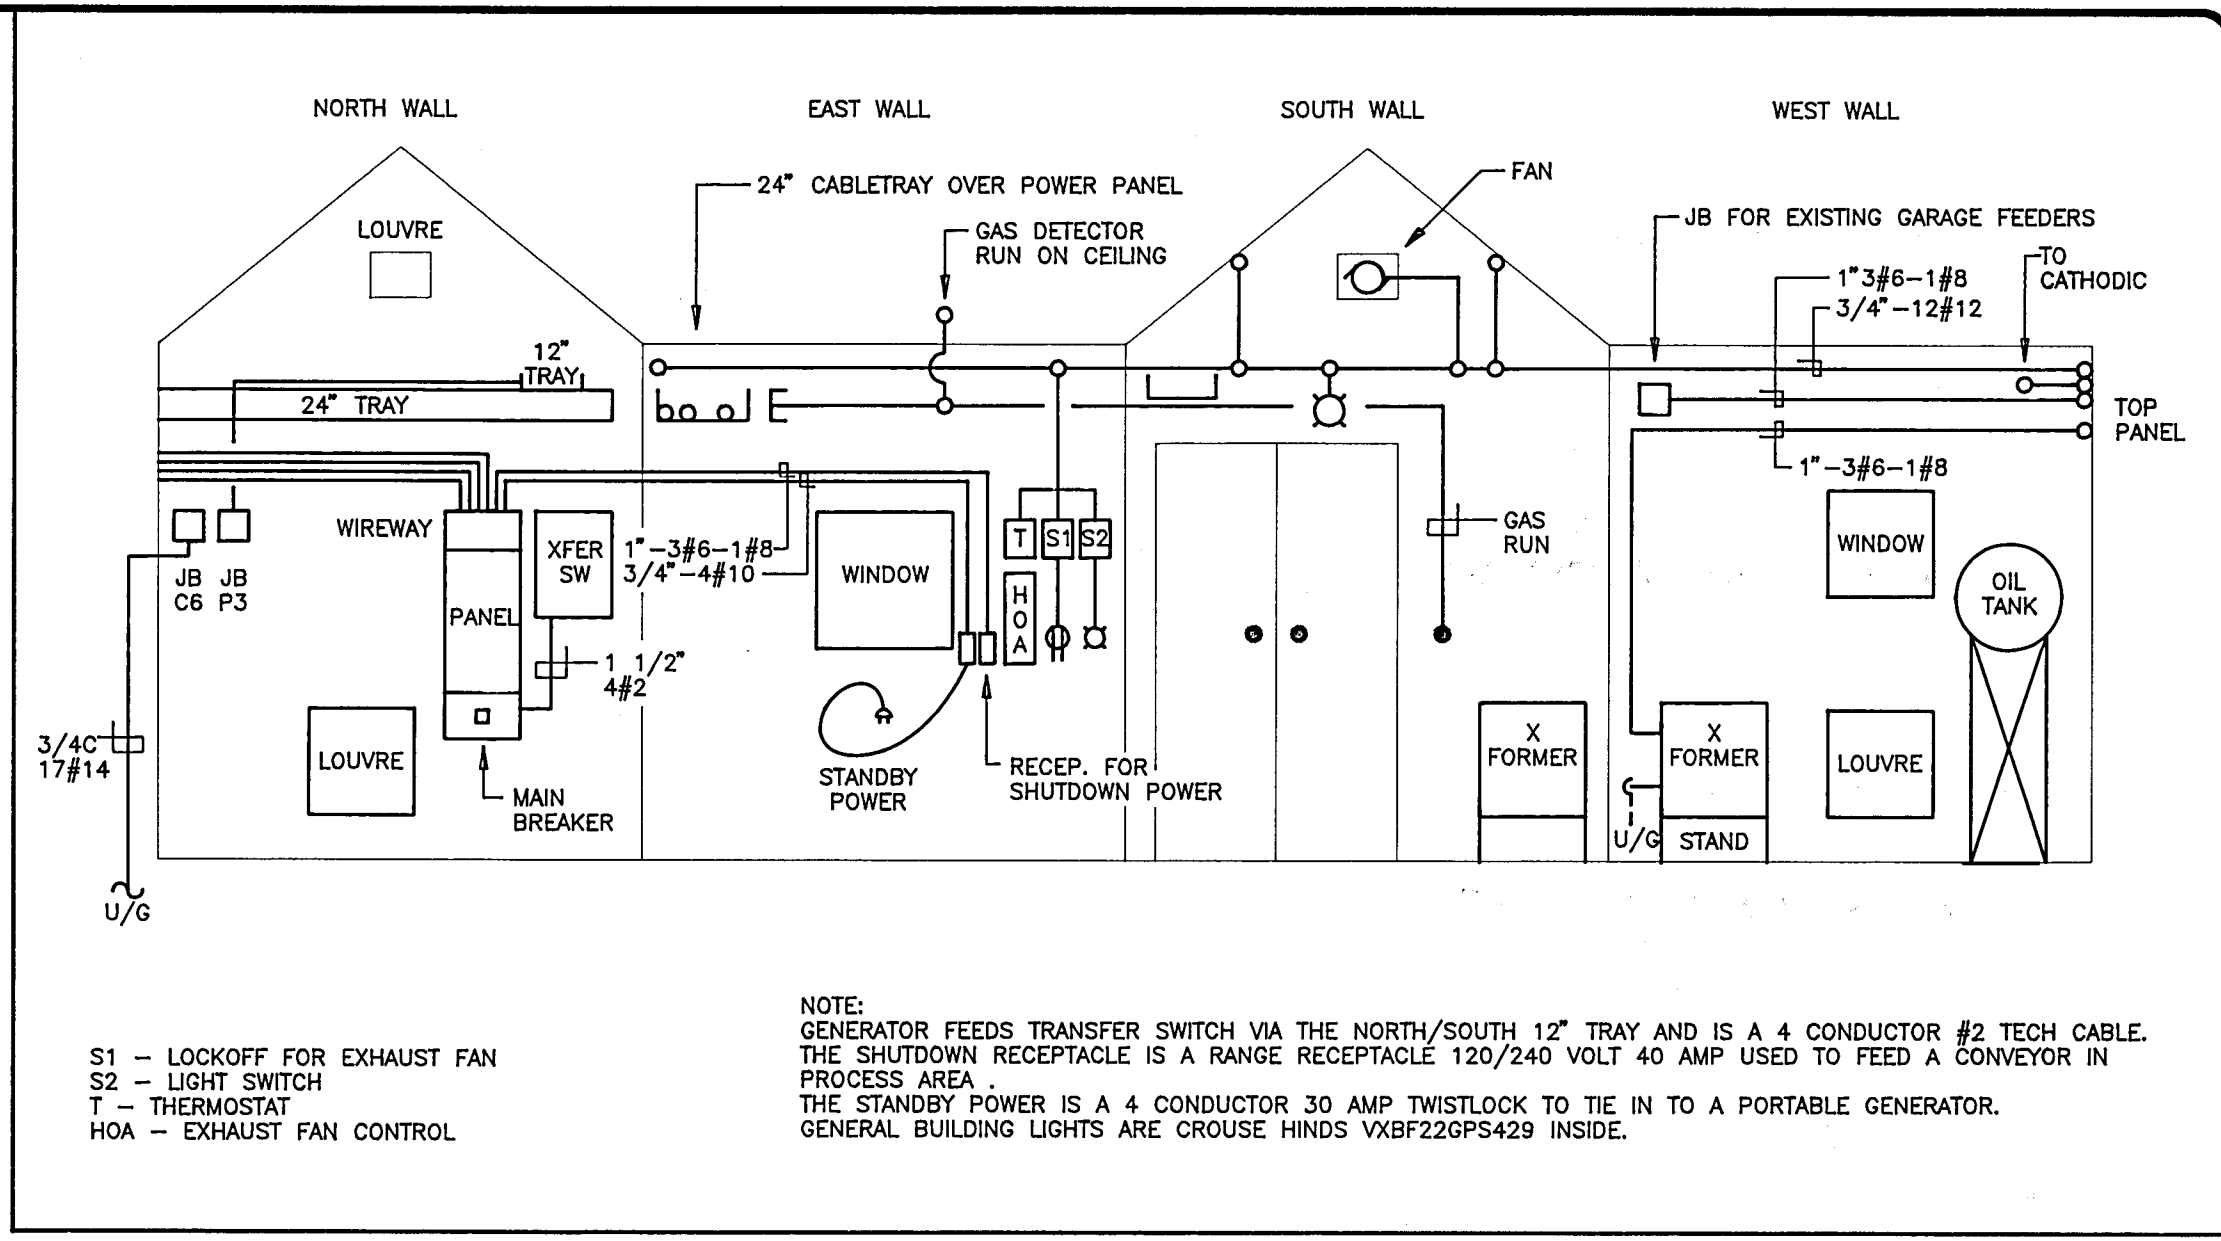 NORTH WALL
EAST WALL
SOUTH WALL
WEST WALL
LOUVRE
24" CABLETRAY OVER POWER PANEL
GAS DETECTOR
RUN ON CEILING
FAN
JB FOR EXISTING GARAGE FEEDERS
TO
CATHODIC
1"3#6-1#8
3/4"-12#12
12"
TRAY
24" TRAY
TOP
PANEL
1"-3#6-1#8
WIREWAY
XFER
SW
1"-3#6-1#8
3/4"-4#10
WINDOW
T
S1
S2
H
O
A
GAS
RUN
WINDOW
OIL
TANK
JB
C6
JB
P3
PANEL
1 1/2"
4#2
3/4C
17#14
LOUVRE
MAIN
BREAKER
STANDBY
POWER
RECEP. FOR
SHUTDOWN POWER
X
FORMER
X
FORMER
LOUVRE
U/G
STAND
U/G
S1 - LOCKOFF FOR EXHAUST FAN
S2 - LIGHT SWITCH
T - THERMOSTAT
HOA - EXHAUST FAN CONTROL
NOTE:
GENERATOR FEEDS TRANSFER SWITCH VIA THE NORTH/SOUTH 12" TRAY AND IS A 4 CONDUCTOR #2 TECH CABLE.
THE SHUTDOWN RECEPTACLE IS A RANGE RECEPTACLE 120/240 VOLT 40 AMP USED TO FEED A CONVEYOR IN
PROCESS AREA .
THE STANDBY POWER IS A 4 CONDUCTOR 30 AMP TWISTLOCK TO TIE IN TO A PORTABLE GENERATOR.
GENERAL BUILDING LIGHTS ARE CROUSE HINDS VXBF22GPS429 INSIDE.